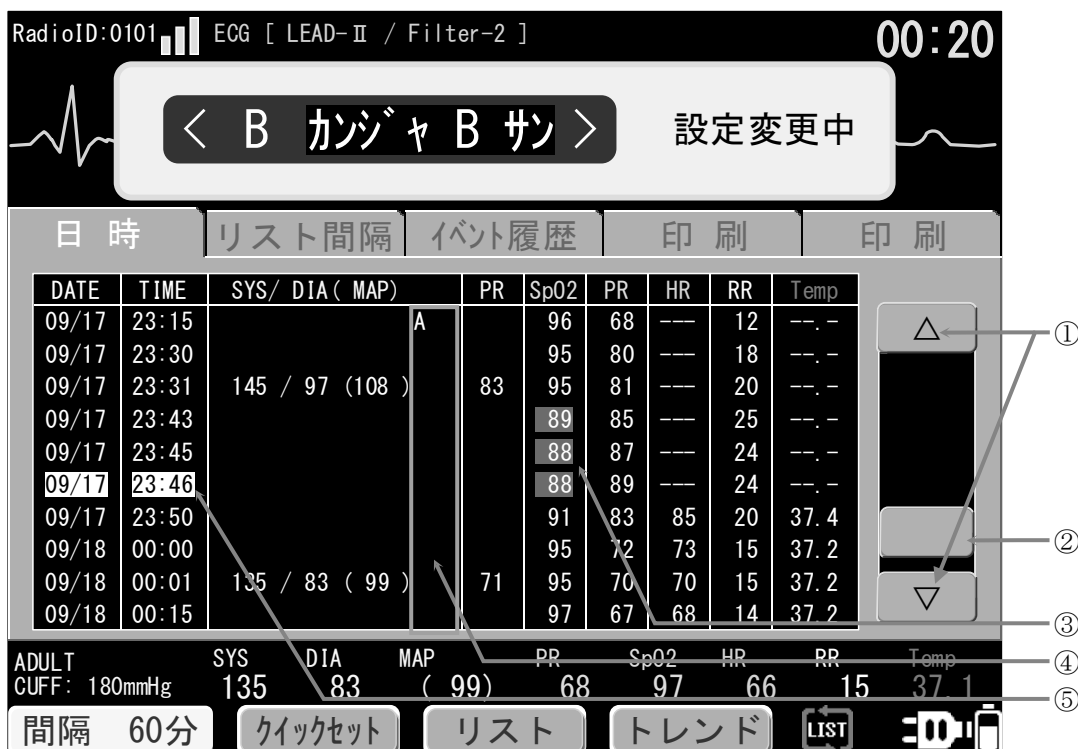 RadioID:0101 ECG [ LEAD-Ⅱ / Filter-2 ] 00:20
< B カンジャ B サン > 設定変更中
日 時 リスト間隔 イベント履歴 印 刷 印 刷
DATE TIME SYS/ DIA( MAP) PR SpO2 PR HR RR Temp
09/17 23:15 A 96 68 --- 12 --.-
09/17 23:30 95 80 --- 18 --.-
09/17 23:31 145 / 97 (108 ) 83 95 81 --- 20 --.-
09/17 23:43 89 85 --- 25 --.-
09/17 23:45 88 87 --- 24 --.-
09/17 23:46 88 89 --- 24 --.-
09/17 23:50 91 83 85 20 37.4
09/18 00:00 95 72 73 15 37.2
09/18 00:01 135 / 83 ( 99 ) 71 95 70 70 15 37.2
09/18 00:15 97 67 68 14 37.2
△
▽
①
②
③
④
⑤
ADULT SYS DIA MAP PR SpO2 HR RR Temp
CUFF: 180mmHg 135 83 ( 99) 68 97 66 15 37.1
間隔 60分 クイックセット リスト トレンド LIST